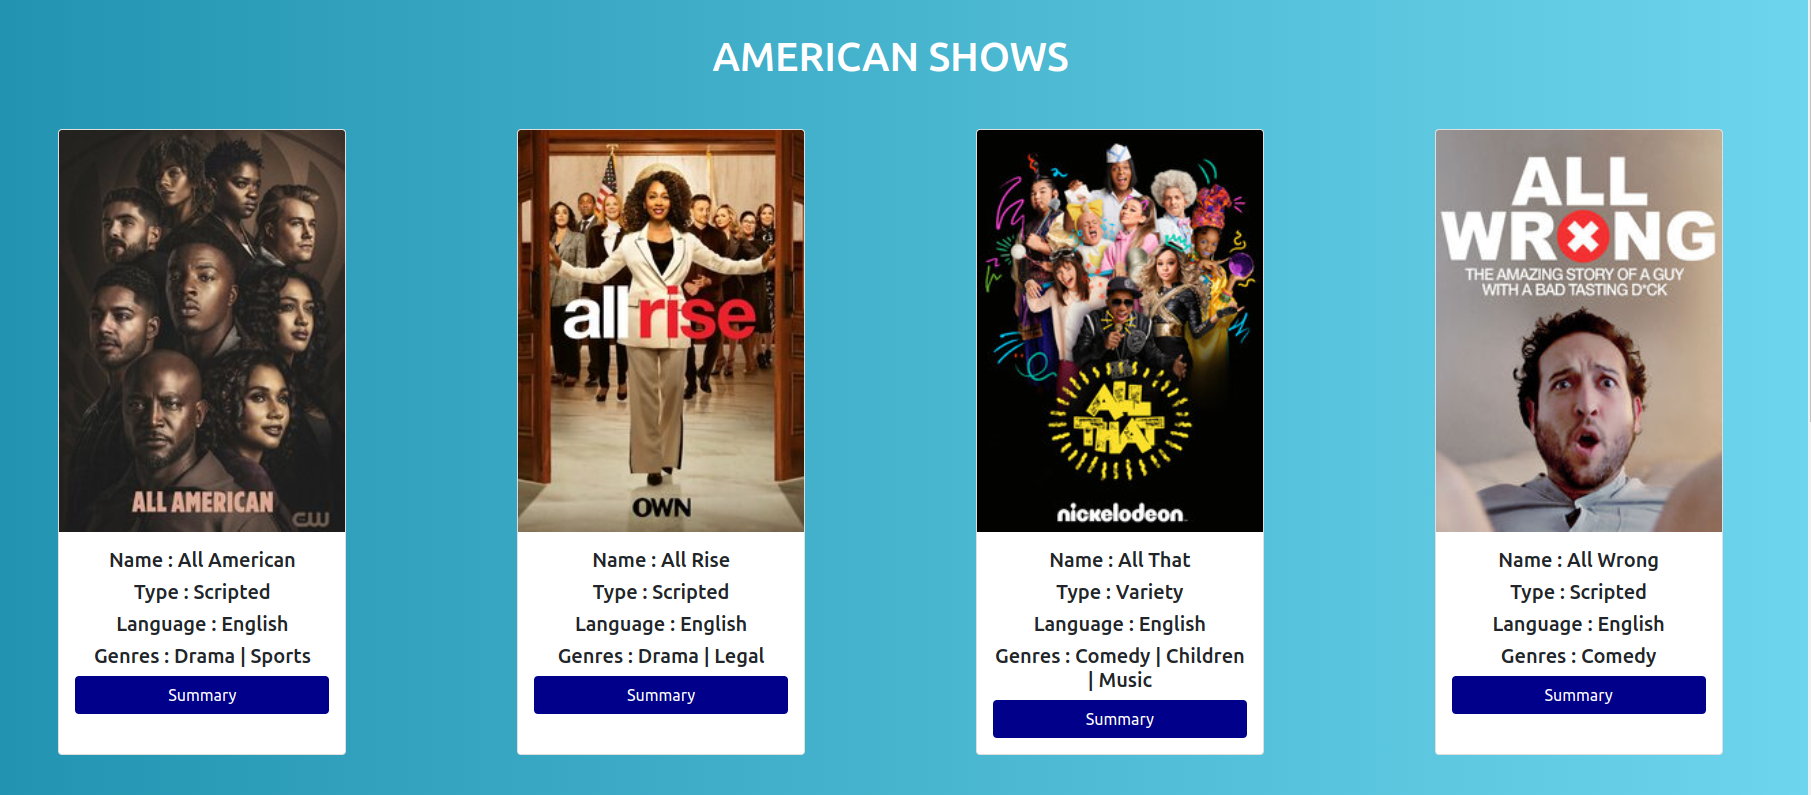 AMERICAN SHOWS
ALL AMERICAN
CW
Name : All American
Type : Scripted
Language : English
Genres : Drama | Sports
Summary
all rise
OWN
Name : All Rise
Type : Scripted
Language : English
Genres : Drama | Legal
Summary
ALL
THAT
nickelodeon
Name : All That
Type : Variety
Language : English
Genres : Comedy | Children
| Music
Summary
ALL
WRONG
THE AMAZING STORY OF A GUY
WITH A BAD TASTING D*CK
Name : All Wrong
Type : Scripted
Language : English
Genres : Comedy
Summary